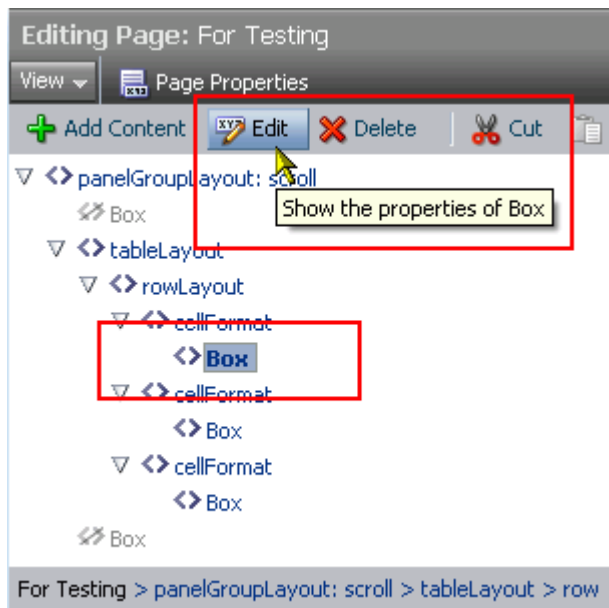 Editing Page: For Testing
View Page Properties
Add Content Edit Delete Cut
panelGroupLayout: scroll
Box
Show the properties of Box
tableLayout
rowLayout
cellFormat
Box
cellFormat
Box
cellFormat
Box
Box
For Testing > panelGroupLayout: scroll > tableLayout > row